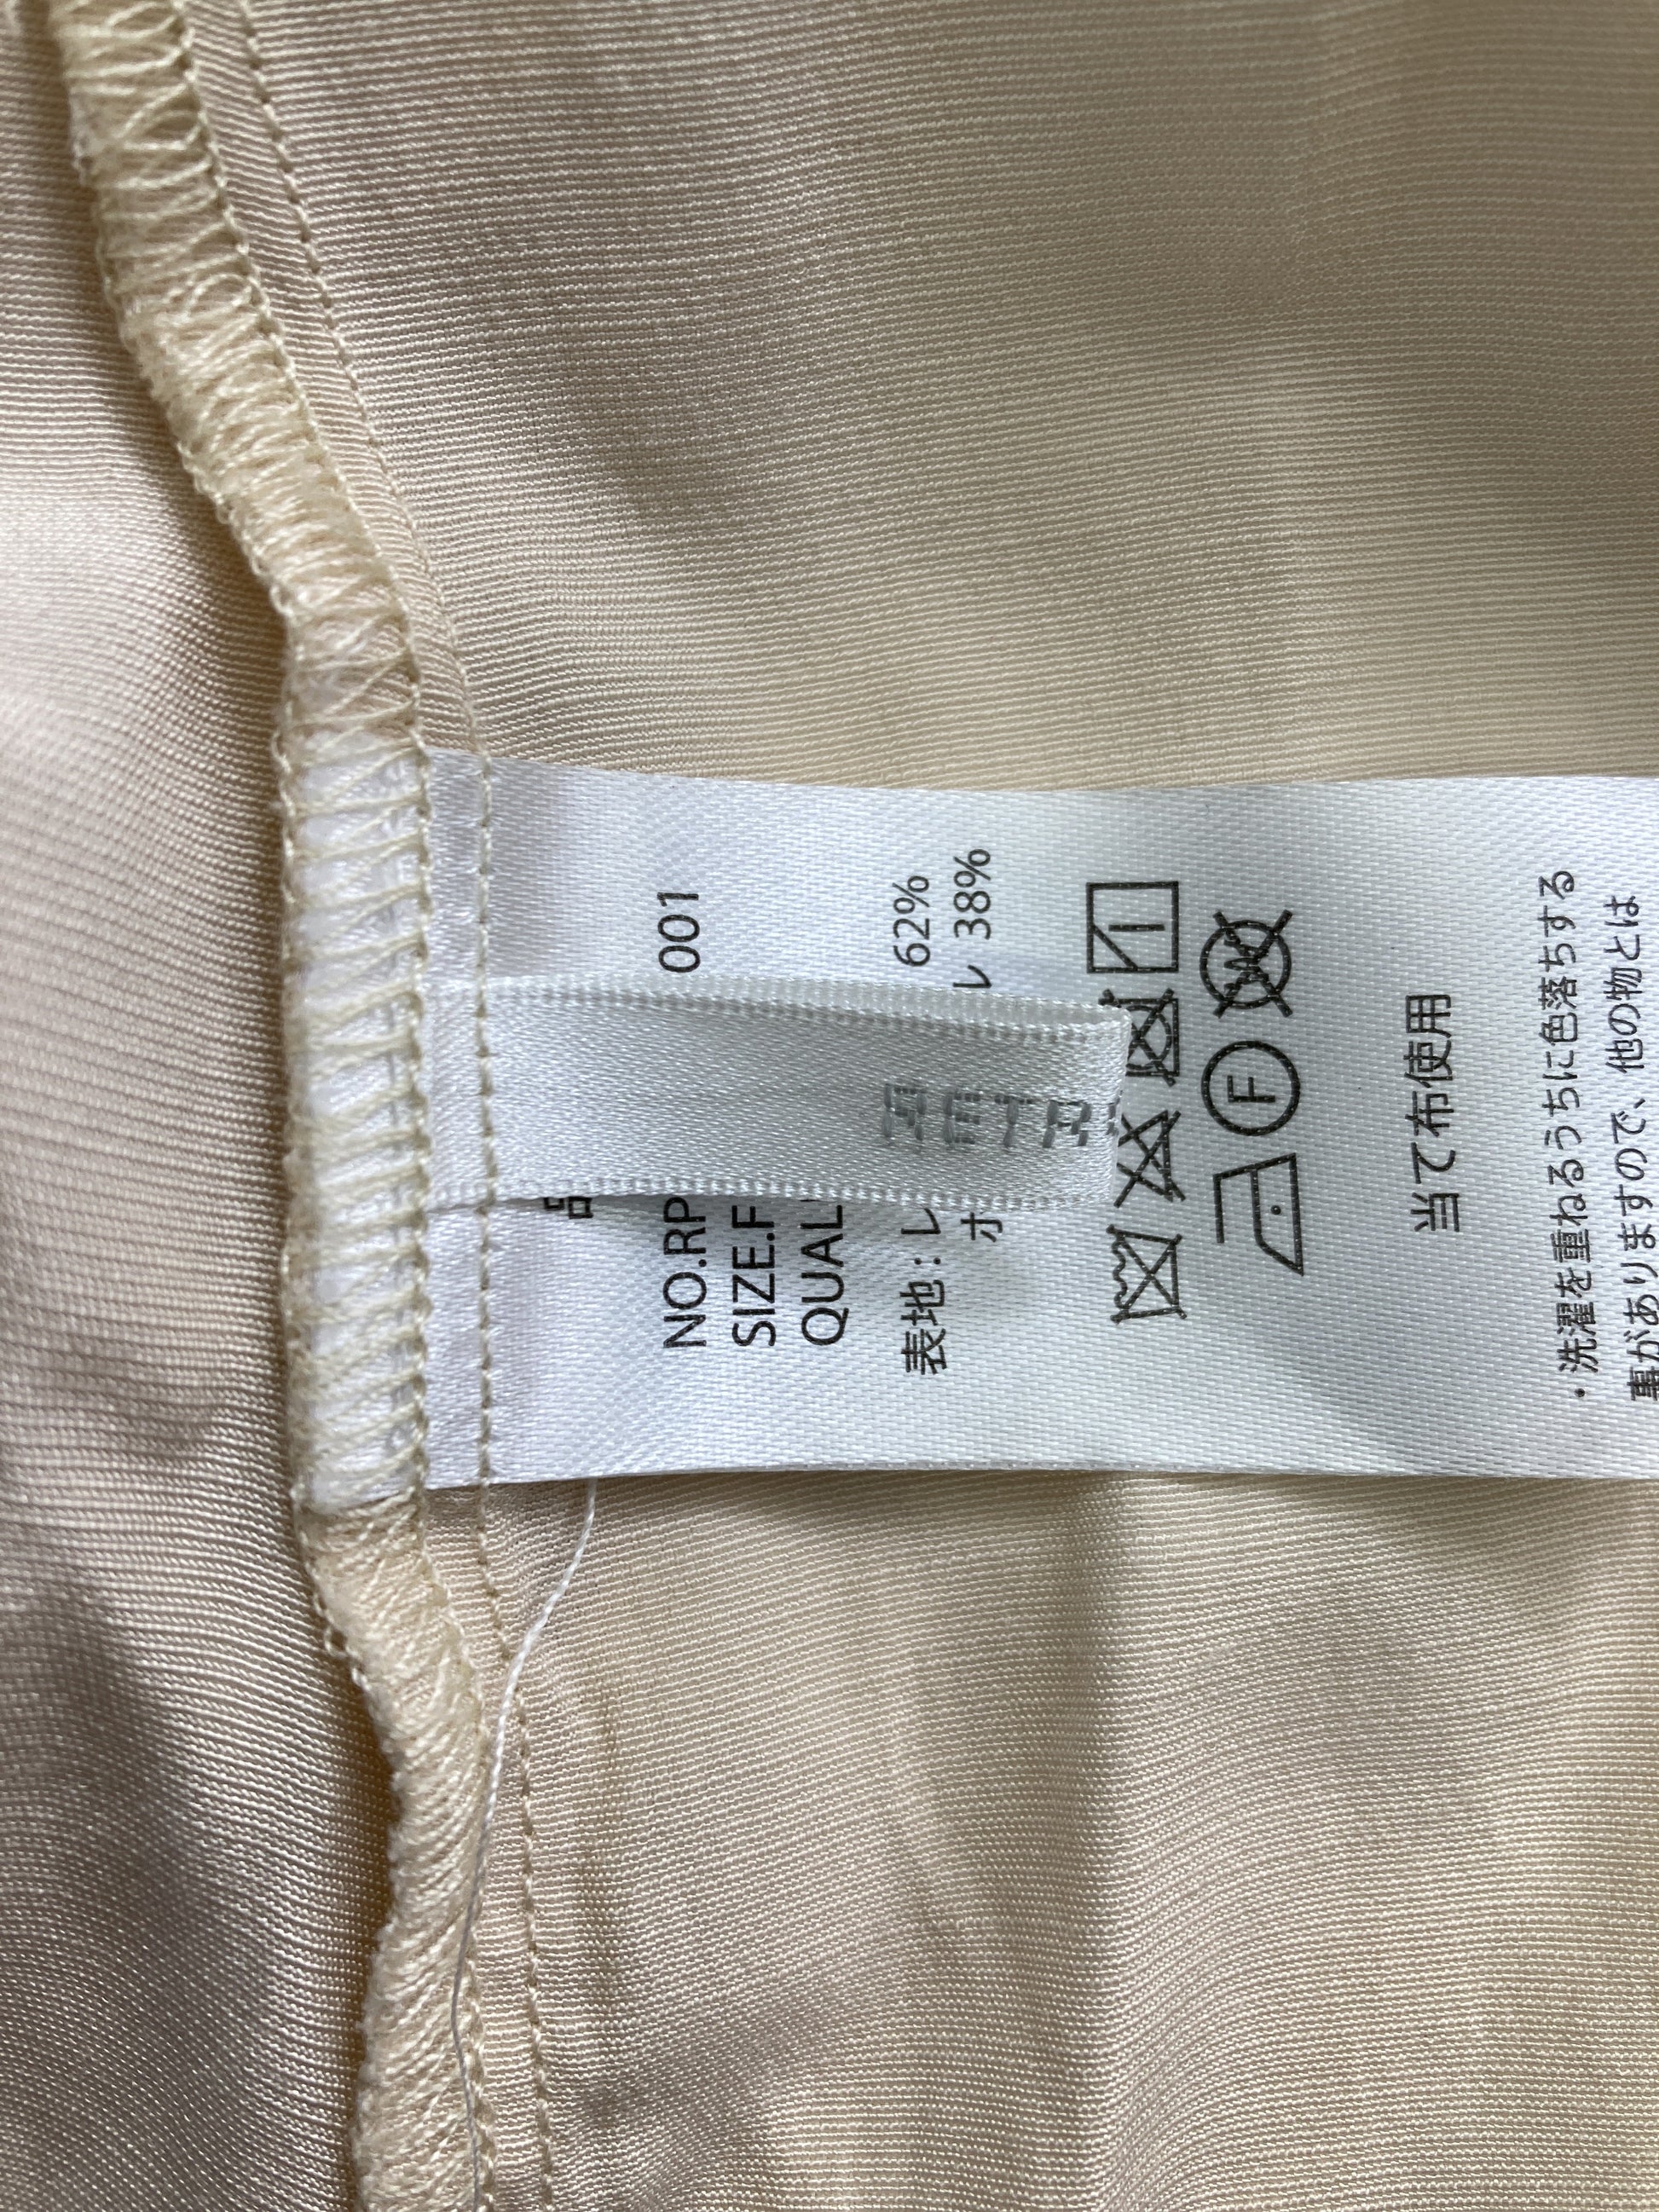 品
NO.RP 001
SIZE.F
QUAL
表地: レ 62%
オ レ 38%
F
W
当て布使用
・洗濯を重ねるうちに色落ちする
事がありますので、他の物とは
RETR